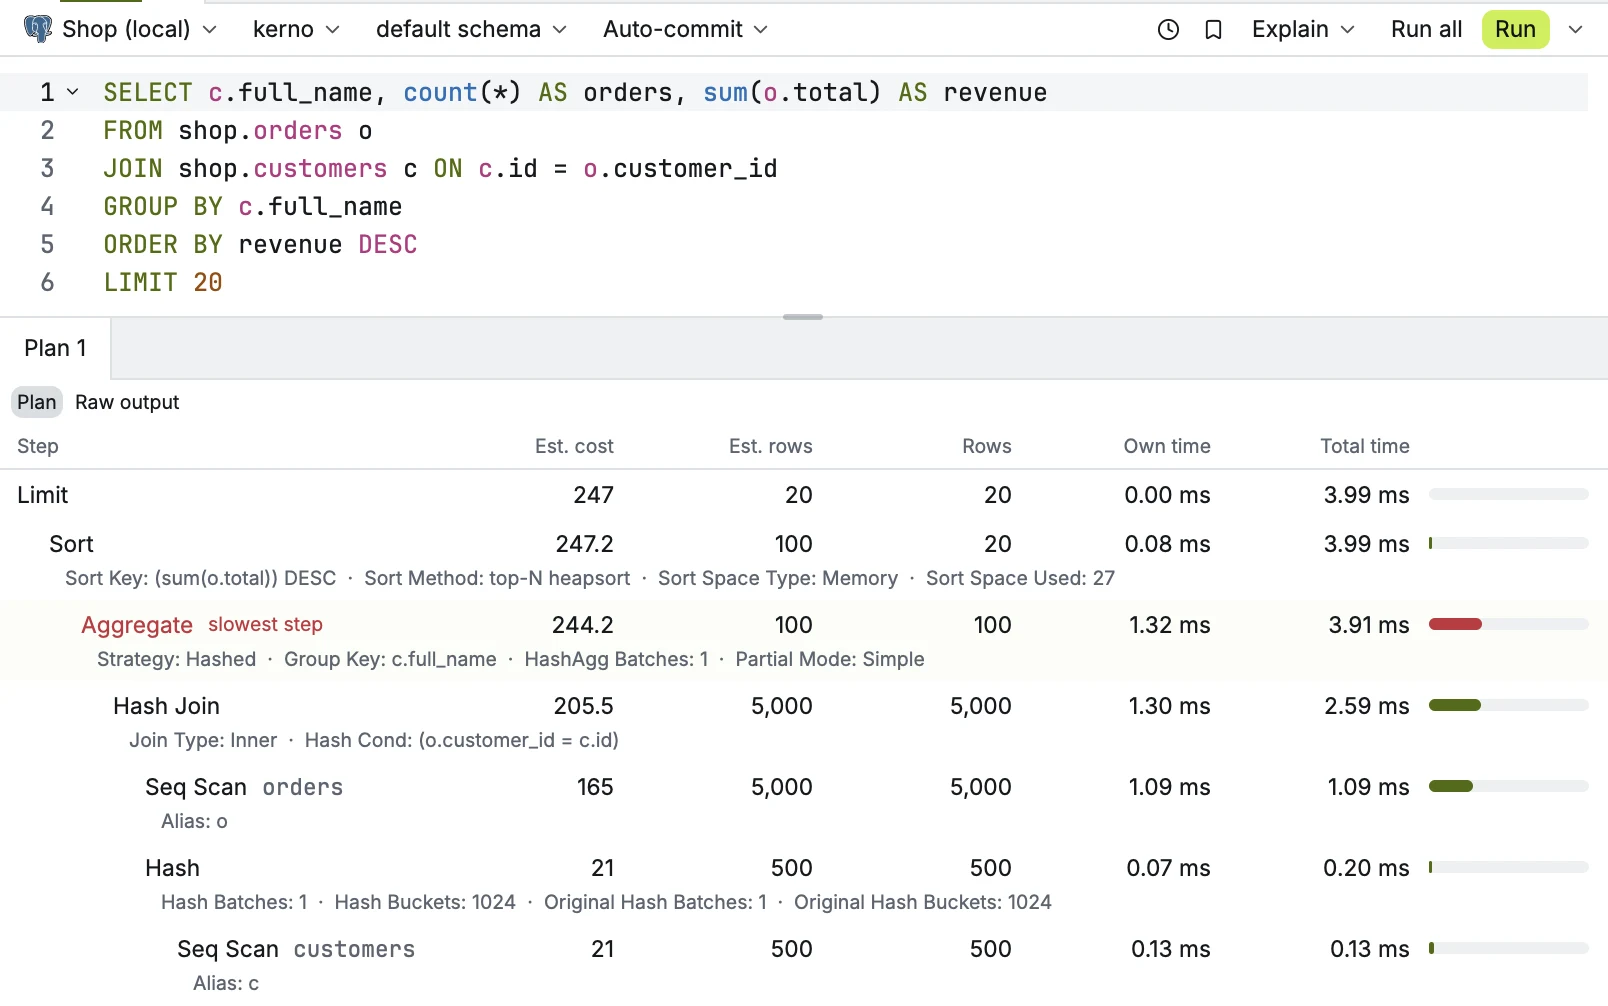 Shop (local) kerno default schema Auto-commit Explain Run all Run
1 SELECT c.full_name, count(*) AS orders, sum(o.total) AS revenue
2 FROM shop.orders o
3 JOIN shop.customers c ON c.id = o.customer_id
4 GROUP BY c.full_name
5 ORDER BY revenue DESC
6 LIMIT 20
Plan 1
Plan Raw output
Step Est. cost Est. rows Rows Own time Total time
Limit 247 20 20 0.00 ms 3.99 ms
Sort 247.2 100 20 0.08 ms 3.99 ms
Sort Key: (sum(o.total)) DESC · Sort Method: top-N heapsort · Sort Space Type: Memory · Sort Space Used: 27
Aggregate slowest step 244.2 100 100 1.32 ms 3.91 ms
Strategy: Hashed · Group Key: c.full_name · HashAgg Batches: 1 · Partial Mode: Simple
Hash Join 205.5 5,000 5,000 1.30 ms 2.59 ms
Join Type: Inner · Hash Cond: (o.customer_id = c.id)
Seq Scan orders 165 5,000 5,000 1.09 ms 1.09 ms
Alias: o
Hash 21 500 500 0.07 ms 0.20 ms
Hash Batches: 1 · Hash Buckets: 1024 · Original Hash Batches: 1 · Original Hash Buckets: 1024
Seq Scan customers 21 500 500 0.13 ms 0.13 ms
Alias: c